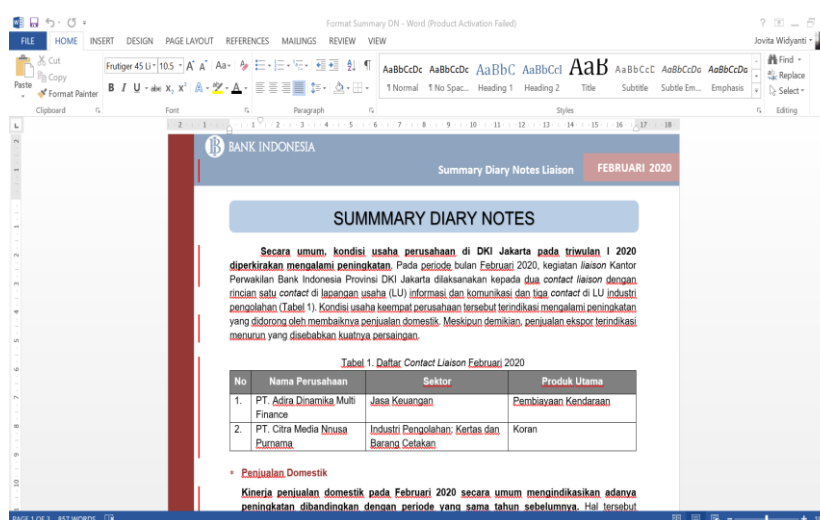 Format Summary DN - Word (Product Activation Failed)
FILE HOME INSERT DESIGN PAGE LAYOUT REFERENCES MAILINGS REVIEW VIEW
Jovita Widyanti
Cut
Copy
Format Painter
Paste
Clipboard
Frutiger 45 Li 10.5
Font
Paragraph
AaBbCcDc AaBbCcDc AaBbC AaBbCcI AaB AaBbCcC AaBbCcDa AaBbCcDa
¶ Normal ¶ No Spac... Heading 1 Heading 2 Title Subtitle Subtle Em... Emphasis
Styles
Find
Replace
Select
Editing
BANK INDONESIA
Summary Diary Notes Liaison FEBRUARI 2020
SUMMMARY DIARY NOTES
Secara umum, kondisi usaha perusahaan di DKI Jakarta pada triwulan I 2020
diperkirakan mengalami peningkatan. Pada periode bulan Februari 2020, kegiatan liaison Kantor
Perwakilan Bank Indonesia Provinsi DKI Jakarta dilaksanakan kepada dua contact liaison dengan
rincian satu contact di lapangan usaha (LU) informasi dan komunikasi dan tiga contact di LU industri
pengolahan (Tabel 1). Kondisi usaha keempat perusahaan tersebut terindikasi mengalami peningkatan
yang didorong oleh membaiknya penjualan domestik. Meskipun demikian, penjualan ekspor terindikasi
menurun yang disebabkan kuatnya persaingan.
Tabel 1. Daftar Contact Liaison Februari 2020
No Nama Perusahaan Sektor Produk Utama
1. PT. Adira Dinamika Multi Finance Jasa Keuangan Pembiayaan Kendaraan
2. PT. Citra Media Nnusa Purnama Industri Pengolahan; Kertas dan Barang Cetakan Koran
Penjualan Domestik
Kinerja penjualan domestik pada Februari 2020 secara umum mengindikasikan adanya
peningkatan dibandingkan dengan periode yang sama tahun sebelumnya. Hal tersebut
PAGE 1 OF 3 857 WORDS